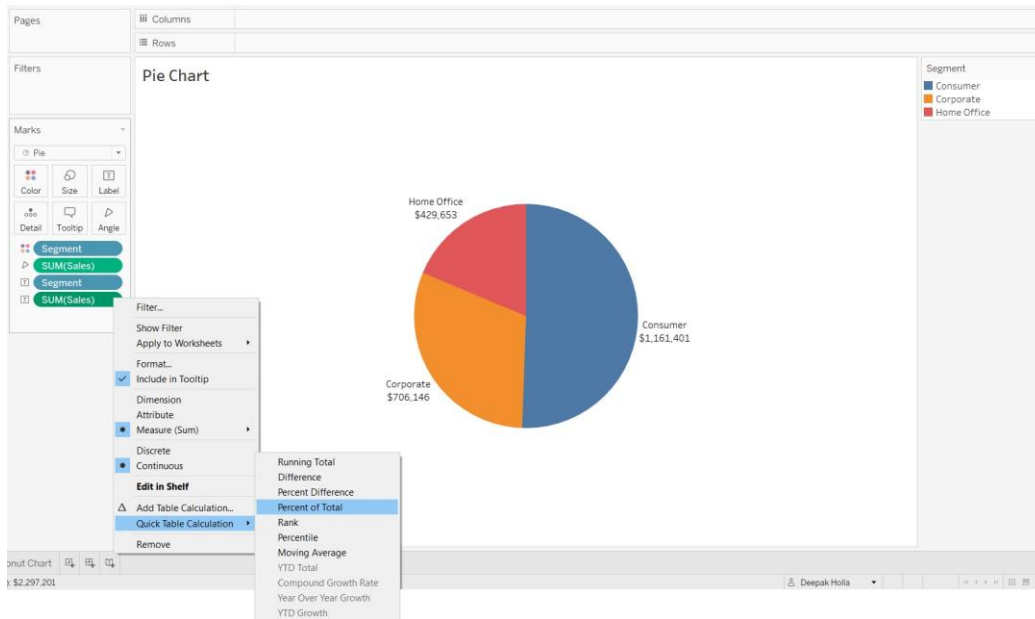 Pages
Columns
Rows
Filters
Pie Chart
Segment
Consumer
Corporate
Home Office
Marks
Pie
Color Size Label
Detail Tooltip Angle
Segment
SUM(Sales)
Segment
SUM(Sales)
Home Office
$429,653
Consumer
$1,161,401
Corporate
$706,146
Filter...
Show Filter
Apply to Worksheets
Format...
Include in Tooltip
Dimension
Attribute
Measure (Sum)
Discrete
Continuous
Edit in Shelf
Add Table Calculation...
Quick Table Calculation
Remove
Running Total
Difference
Percent Difference
Percent of Total
Rank
Percentile
Moving Average
YTD Total
Compound Growth Rate
Year Over Year Growth
YTD Growth
onut Chart
): $2,297,201
Deepak Holla